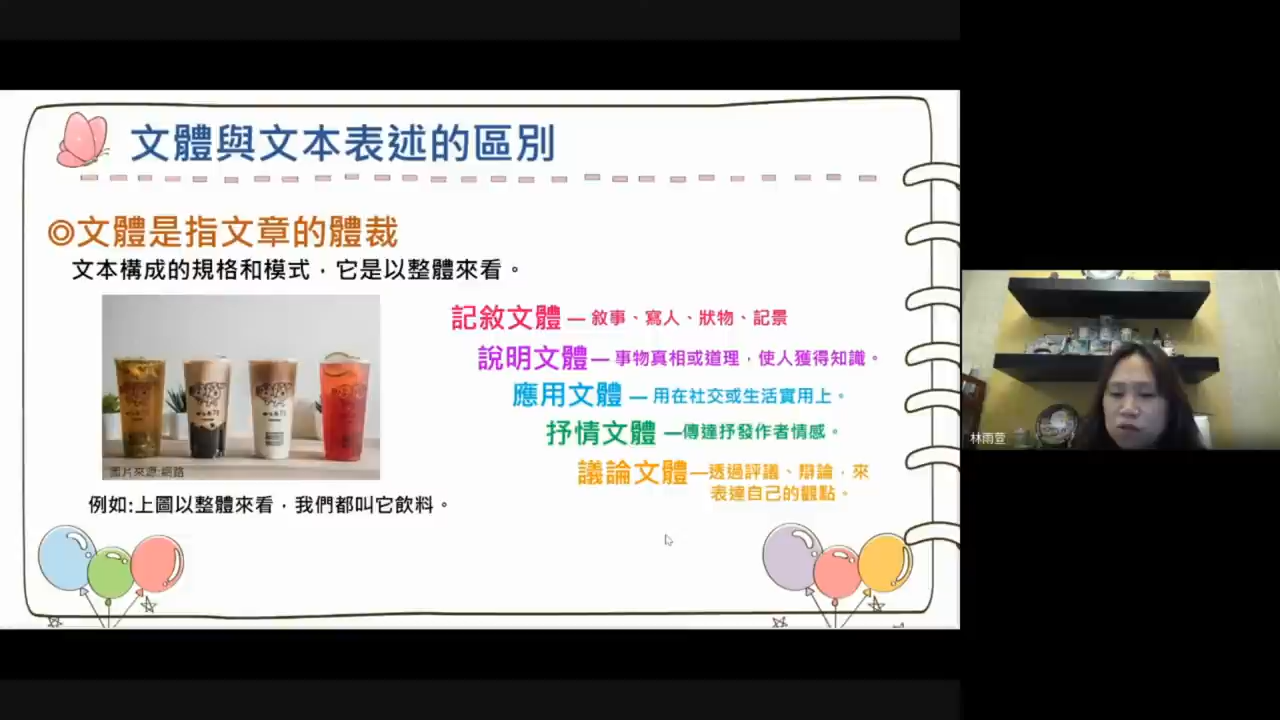 文體與文本表述的區別
◎文體是指文章的體裁
文本構成的規格和模式，它是以整體來看。
記敘文體 — 敘事、寫人、狀物、記景
說明文體— 事物真相或道理，使人獲得知識。
應用文體 — 用在社交或生活實用上。
抒情文體 —傳達抒發作者情感。
議論文體—透過評議、辯論，來
表達自己的觀點。
圖片來源:網路
例如:上圖以整體來看，我們都叫它飲料。
林雨萱